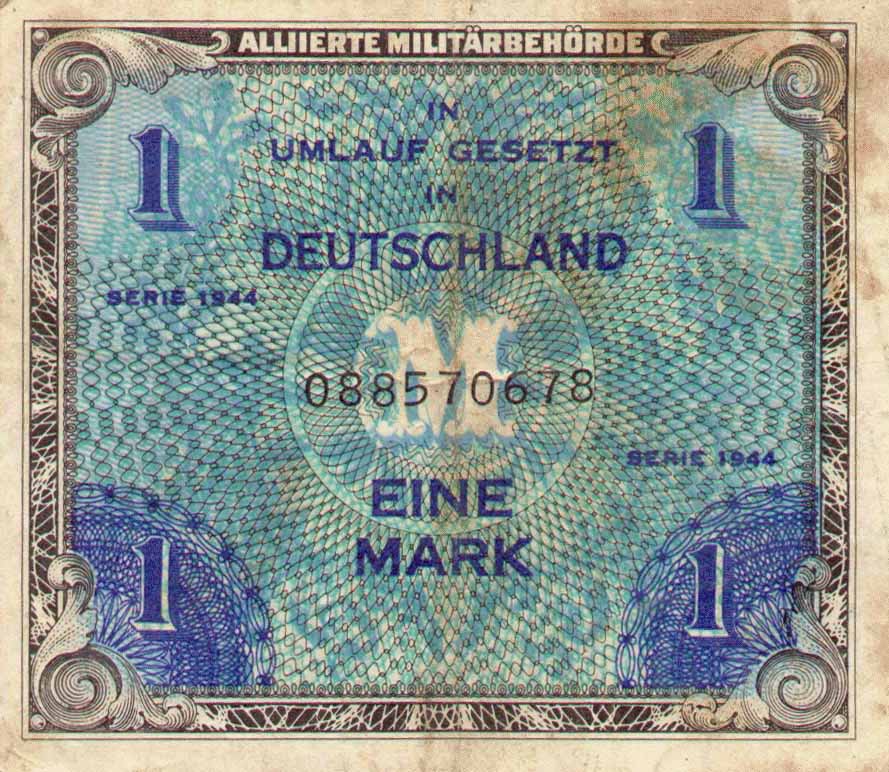 ALLIIERTE MILITÄRBEHÖRDE
IN
UMLAUF GESETZT
IN
DEUTSCHLAND
1 1
SERIE 1944
M
088570678
SERIE 1944
EINE
MARK
1 1